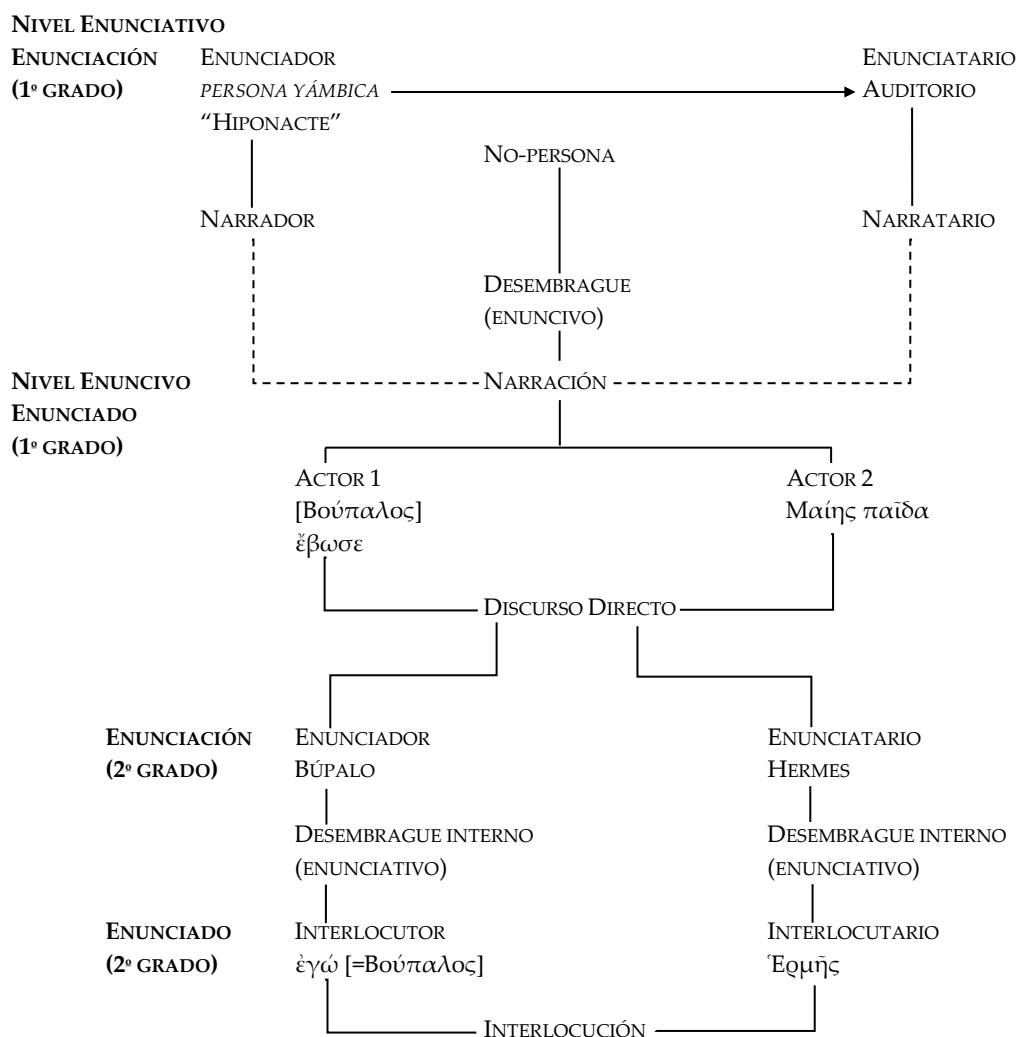 NIVEL ENUNCIATIVO
ENUNCIACIÓN ENUNCIADOR ENUNCIATARIO
(1º GRADO) PERSONA YÁMBICA AUDITORIO
“HIPONACTE”
NO-PERSONA
NARRADOR NARRATARIO
DESEMBRAGUE
(ENUNCIVO)
NIVEL ENUNCIVO NARRACIÓN
ENUNCIADO
(1º GRADO)
ACTOR 1 ACTOR 2
[Βούπαλος] Μαίης παῖδα
ἔβωσε
DISCURSO DIRECTO
ENUNCIACIÓN ENUNCIADOR ENUNCIATARIO
(2º GRADO) BÚPALO HERMES
DESEMBRAGUE INTERNO DESEMBRAGUE INTERNO
(ENUNCIATIVO) (ENUNCIATIVO)
ENUNCIADO INTERLOCUTOR INTERLOCUTARIO
(2º GRADO) ἐγώ [=Βούπαλος] Ἑρμῆς
INTERLOCUCIÓN